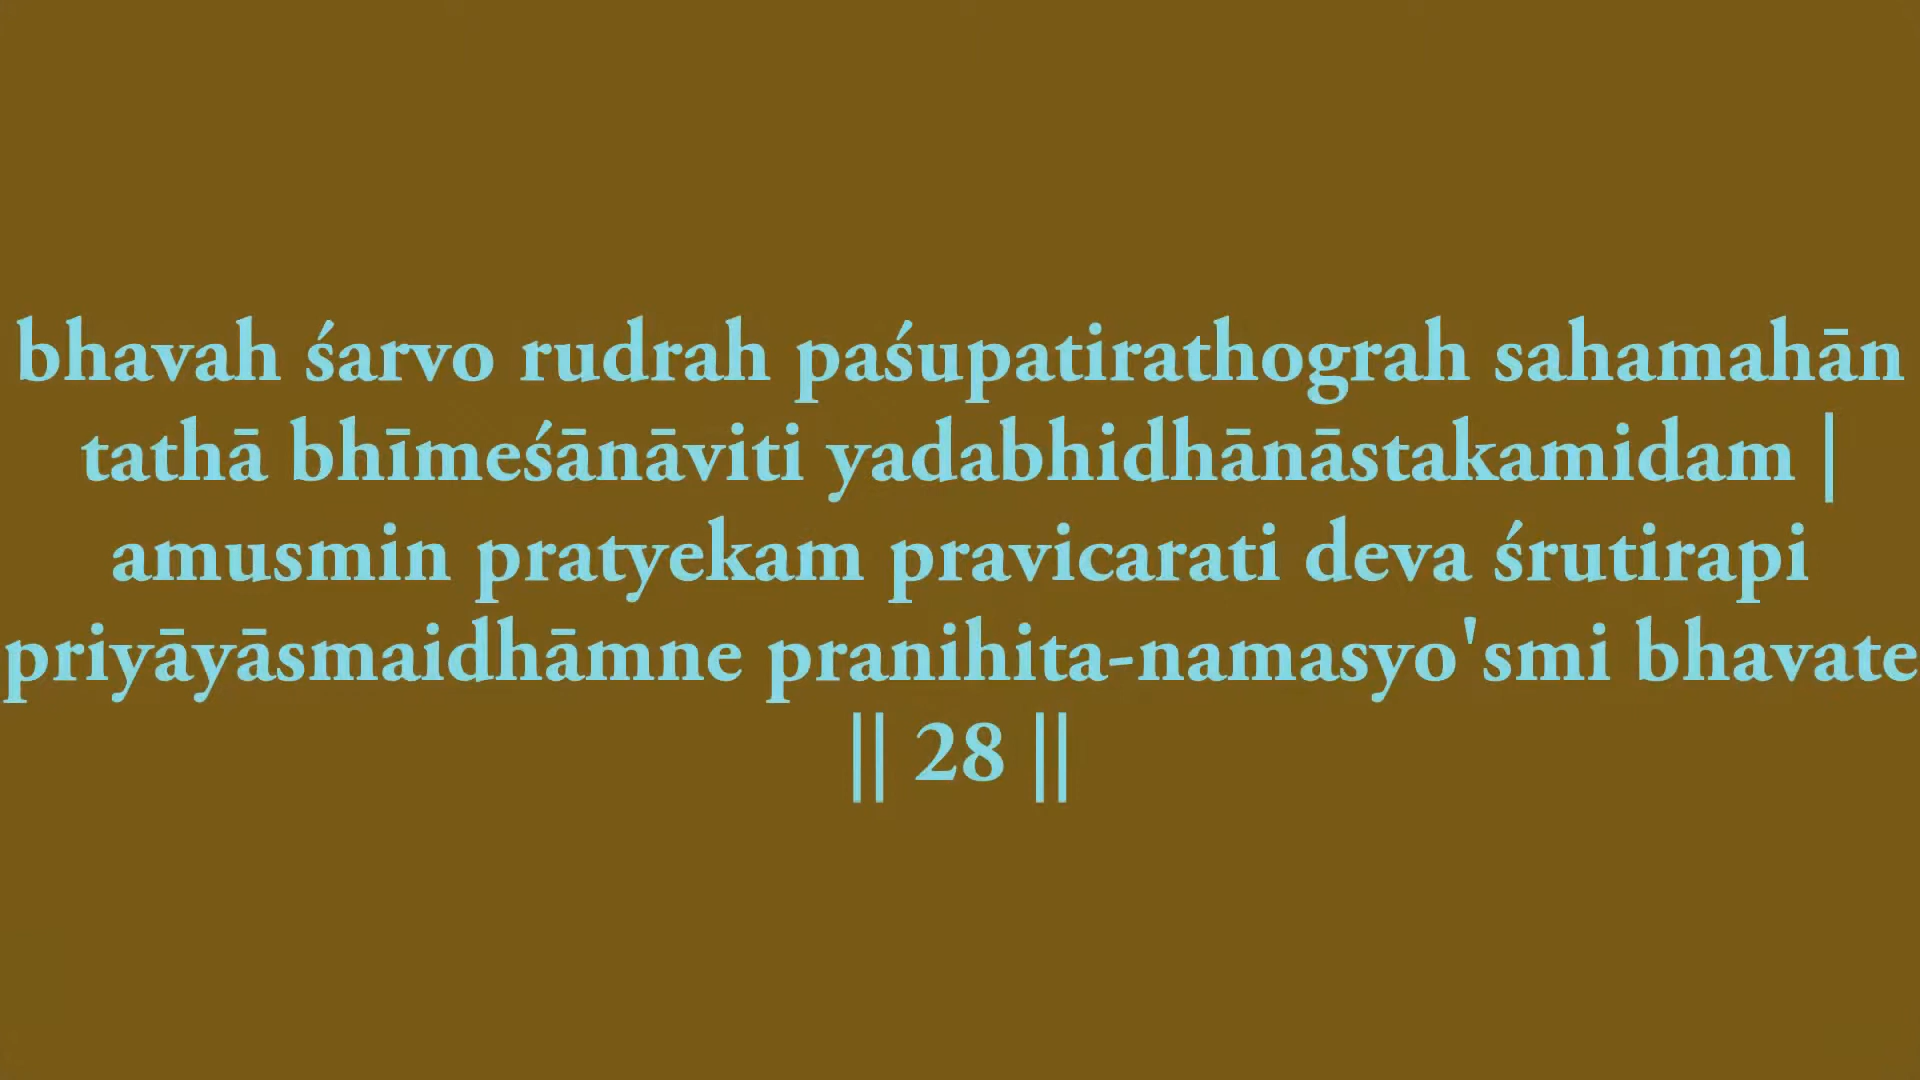 bhavah śarvo rudrah paśupatirathograh sahamahān
tathā bhīmeśānāviti yadabhidhānāstakamidam |
amusmin pratyekam pravicarati deva śrutirapi
priyāyāsmaidhāmne pranihita-namasyo'smi bhavate
|| 28 ||